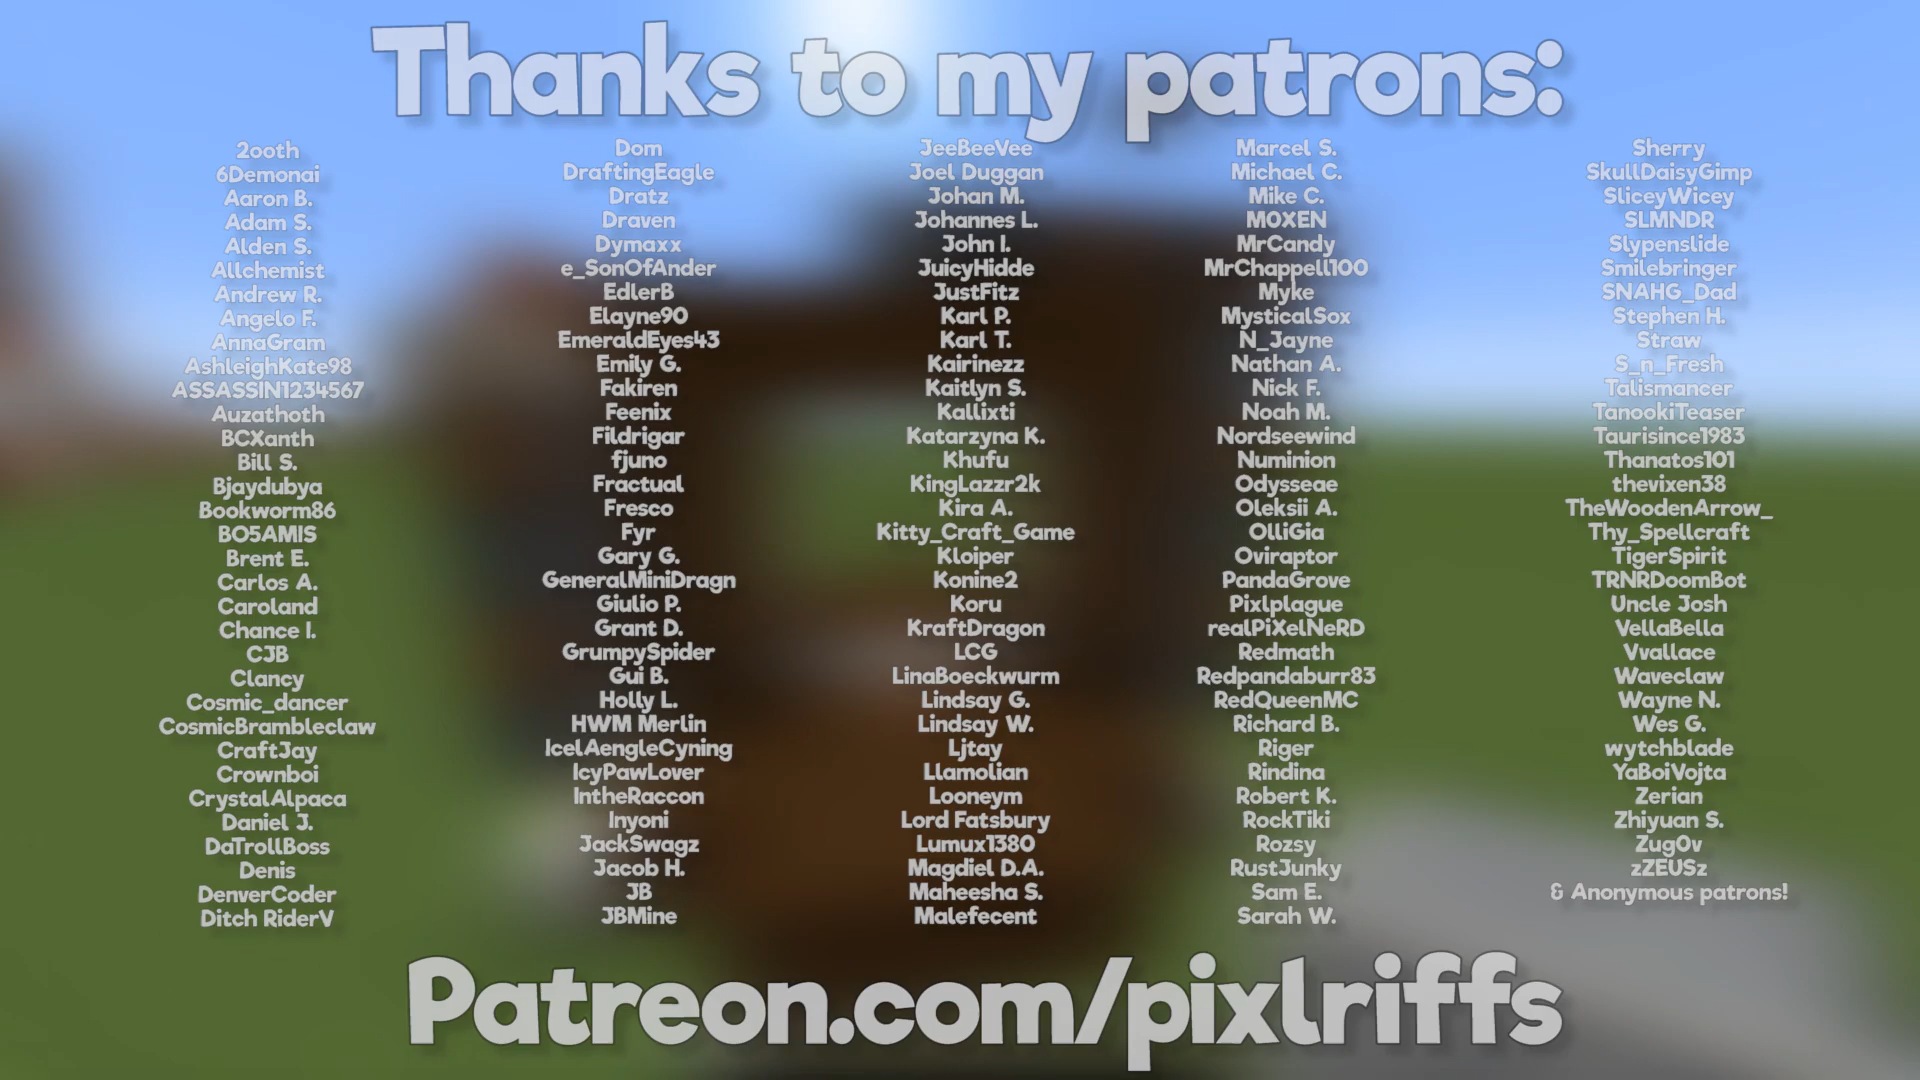 Thanks to my patrons:
2ooth
6Demonai
Aaron B.
Adam S.
Alden S.
Allchemist
Andrew R.
Angelo F.
AnnaGram
AshleighKate98
ASSASSIN1234567
Auzathoth
BCXanth
Bill S.
Bjaydubya
Bookworm86
BO5AMIS
Brent E.
Carlos A.
Caroland
Chance I.
CJB
Clancy
Cosmic_dancer
CosmicBrambleclaw
CraftJay
Crownboi
CrystalAlpaca
Daniel J.
DaTrollBoss
Denis
DenverCoder
Ditch RiderV
Dom
DraftingEagle
Dratz
Draven
Dymaxx
e_SonOfAnder
EdlerB
Elayne90
EmeraldEyes43
Emily G.
Fakiren
Feenix
Fildrigar
fjuno
Fractual
Fresco
Fyr
Gary G.
GeneralMiniDragn
Giulio P.
Grant D.
GrumpySpider
Gui B.
Holly L.
HWM Merlin
IcelAengleCyning
IcyPawLover
IntheRaccon
Inyoni
JackSwagz
Jacob H.
JB
JBMine
JeeBeeVee
Joel Duggan
Johan M.
Johannes L.
John I.
JuicyHidde
JustFitz
Karl P.
Karl T.
Kairinezz
Kaitlyn S.
Kallixti
Katarzyna K.
Khufu
KingLazzr2k
Kira A.
Kitty_Craft_Game
Kloiper
Konine2
Koru
KraftDragon
LCG
LinaBoeckwurm
Lindsay G.
Lindsay W.
Ljtay
Llamolian
Looneym
Lord Fatsbury
Lumux1380
Magdiel D.A.
Maheesha S.
Malefecent
Marcel S.
Michael C.
Mike C.
MOXEN
MrCandy
MrChappell100
Myke
MysticalSox
N_Jayne
Nathan A.
Nick F.
Noah M.
Nordseewind
Numinion
Odysseae
Oleksii A.
OlliGia
Oviraptor
PandaGrove
Pixlplague
realPiXelNeRD
Redmath
Redpandaburr83
RedQueenMC
Richard B.
Riger
Rindina
Robert K.
RockTiki
Rozsy
RustJunky
Sam E.
Sarah W.
Sherry
SkullDaisyGimp
SliceyWicey
SLMNDR
Slypenslide
Smilebringer
SNAHG_Dad
Stephen H.
Straw
S_n_Fresh
Talismancer
TanookiTeaser
Taurisince1983
Thanatos101
thevixen38
TheWoodenArrow_
Thy_Spellcraft
TigerSpirit
TRNRDoomBot
Uncle Josh
VellaBella
Vvallace
Waveclaw
Wayne N.
Wes G.
wytchblade
YaBoiVojta
Zerian
Zhiyuan S.
Zug0v
zZEUSz
& Anonymous patrons!
Patreon.com/pixlriffs